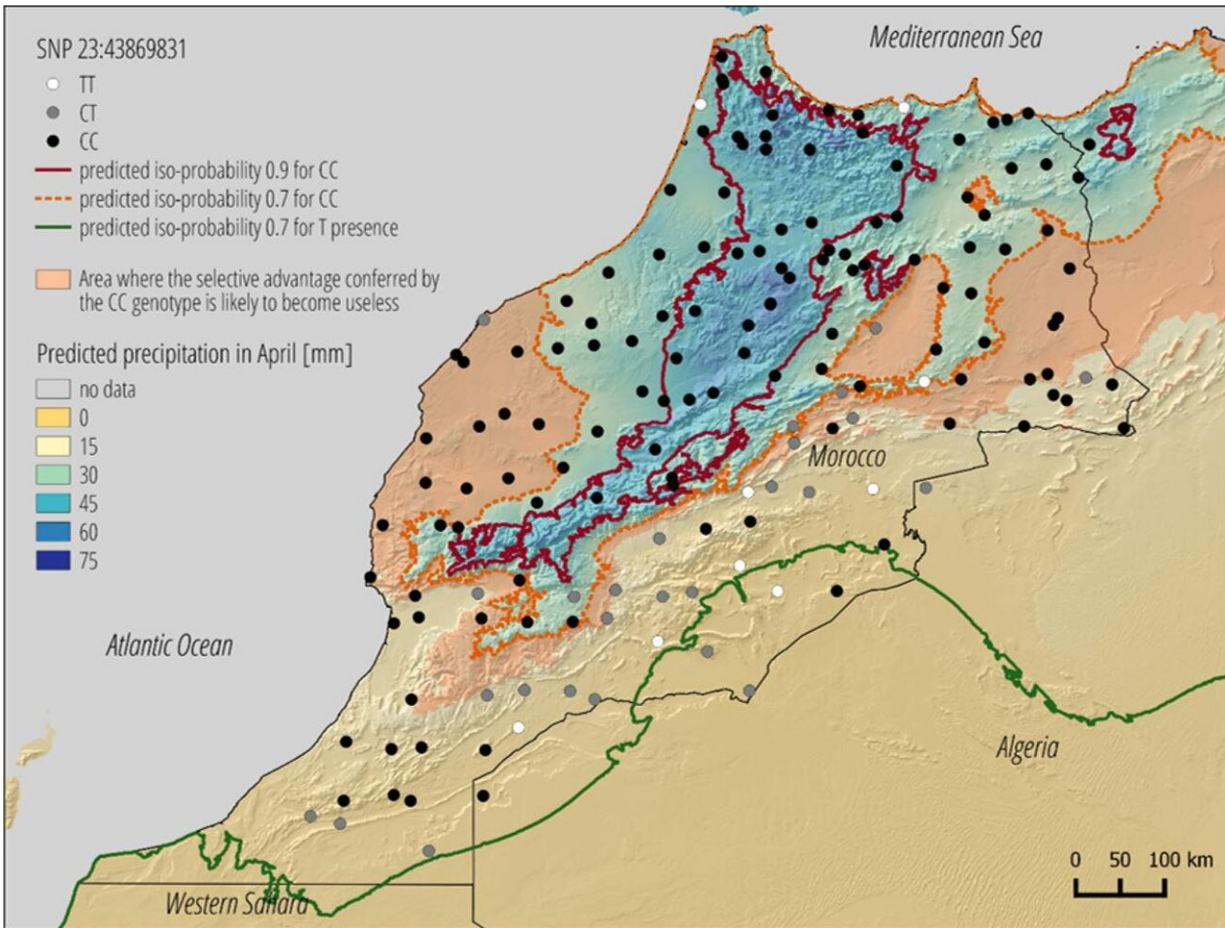 SNP 23:43869831
TT
CT
CC
predicted iso-probability 0.9 for CC
predicted iso-probability 0.7 for CC
predicted iso-probability 0.7 for T presence
Area where the selective advantage conferred by
the CC genotype is likely to become useless
Predicted precipitation in April [mm]
no data
0
15
30
45
60
75
Mediterranean Sea
Morocco
Atlantic Ocean
Algeria
Western Sahara
0 50 100 km